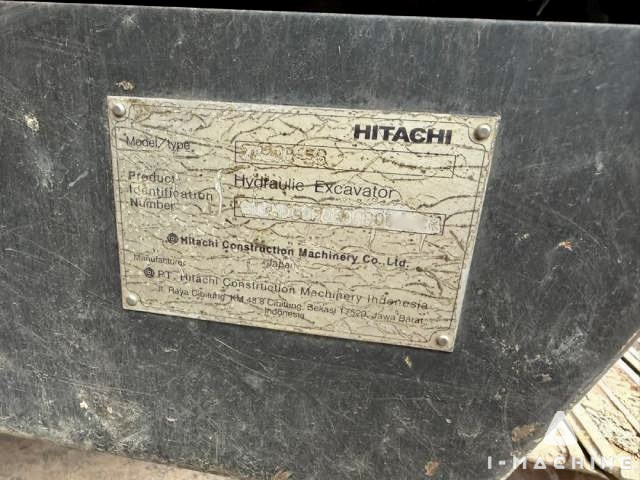 HITACHI
Model/type
Product Hydraulic Excavator
Identification
Number
Hitachi Construction Machinery Co., Ltd.
Japan
Manufacturer
P.T. Hitachi Construction Machinery Indonesia
Jl. Raya Cibitung KM 48.8 Cibitung, Bekasi 17520, Jawa Barat
Indonesia
I-MACHINE